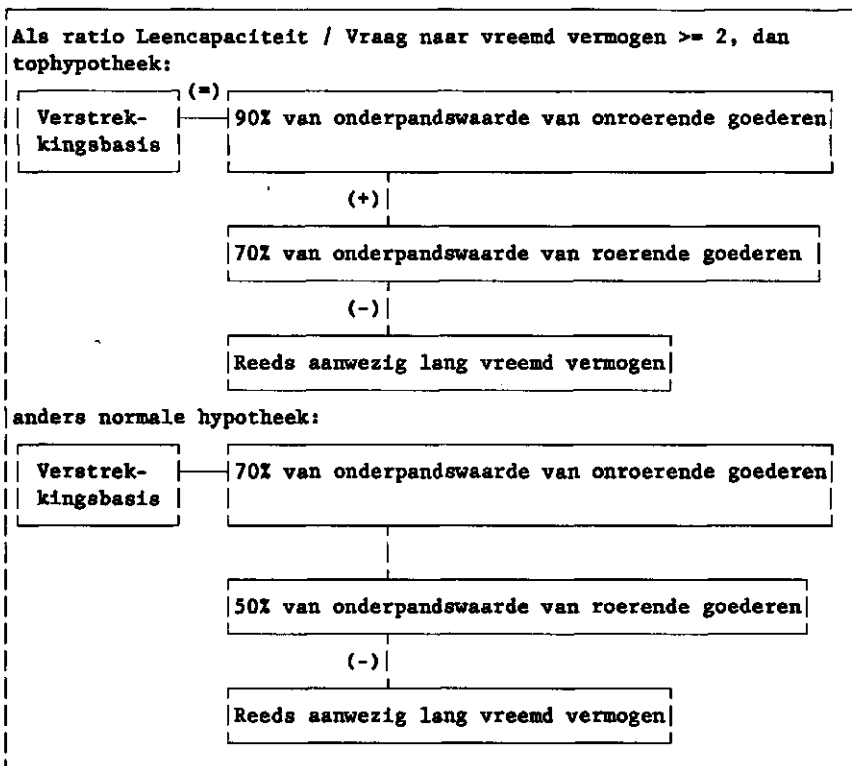 Als ratio Leencapaciteit / Vraag naar vreemd vermogen >= 2, dan
tophypotheek:
(=)
Verstrek-
kingsbasis
90% van onderpandswaarde van onroerende goederen
(+)
70% van onderpandswaarde van roerende goederen
(-)
Reeds aanwezig lang vreemd vermogen
anders normale hypotheek:
Verstrek-
kingsbasis
70% van onderpandswaarde van onroerende goederen
50% van onderpandswaarde van roerende goederen
(-)
Reeds aanwezig lang vreemd vermogen